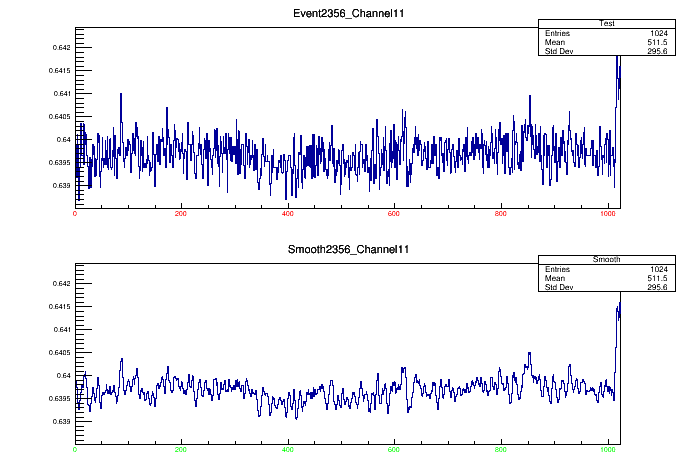 Event2356_Channel11
Test
Entries 1024
Mean 511.5
Std Dev 295.6
0.642
0.6415
0.641
0.6405
0.64
0.6395
0.639
0 200 400 600 800 1000
Smooth2356_Channel11
Smooth
Entries 1024
Mean 511.5
Std Dev 295.6
0.642
0.6415
0.641
0.6405
0.64
0.6395
0.639
0 200 400 600 800 1000